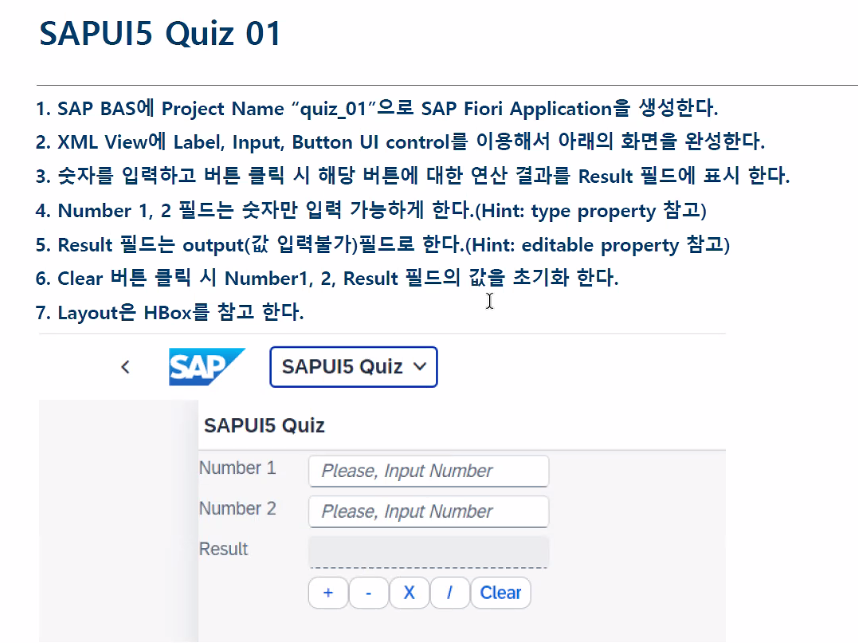 SAPUI5 Quiz 01
1. SAP BAS에 Project Name “quiz_01”으로 SAP Fiori Application을 생성한다.
2. XML View에 Label, Input, Button UI control를 이용해서 아래의 화면을 완성한다.
3. 숫자를 입력하고 버튼 클릭 시 해당 버튼에 대한 연산 결과를 Result 필드에 표시 한다.
4. Number 1, 2 필드는 숫자만 입력 가능하게 한다.(Hint: type property 참고)
5. Result 필드는 output(값 입력불가)필드로 한다.(Hint: editable property 참고)
6. Clear 버튼 클릭 시 Number1, 2, Result 필드의 값을 초기화 한다.
7. Layout은 HBox를 참고 한다.
SAP SAPUI5 Quiz
SAPUI5 Quiz
Number 1 Please, Input Number
Number 2 Please, Input Number
Result
+ - X / Clear